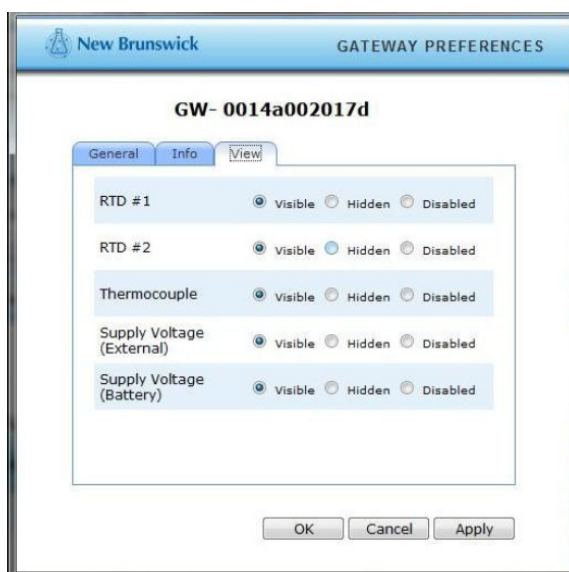 New Brunswick GATEWAY PREFERENCES
GW- 0014a002017d
General Info View
RTD #1 Visible Hidden Disabled
RTD #2 Visible Hidden Disabled
Thermocouple Visible Hidden Disabled
Supply Voltage
(External) Visible Hidden Disabled
Supply Voltage
(Battery) Visible Hidden Disabled
OK Cancel Apply